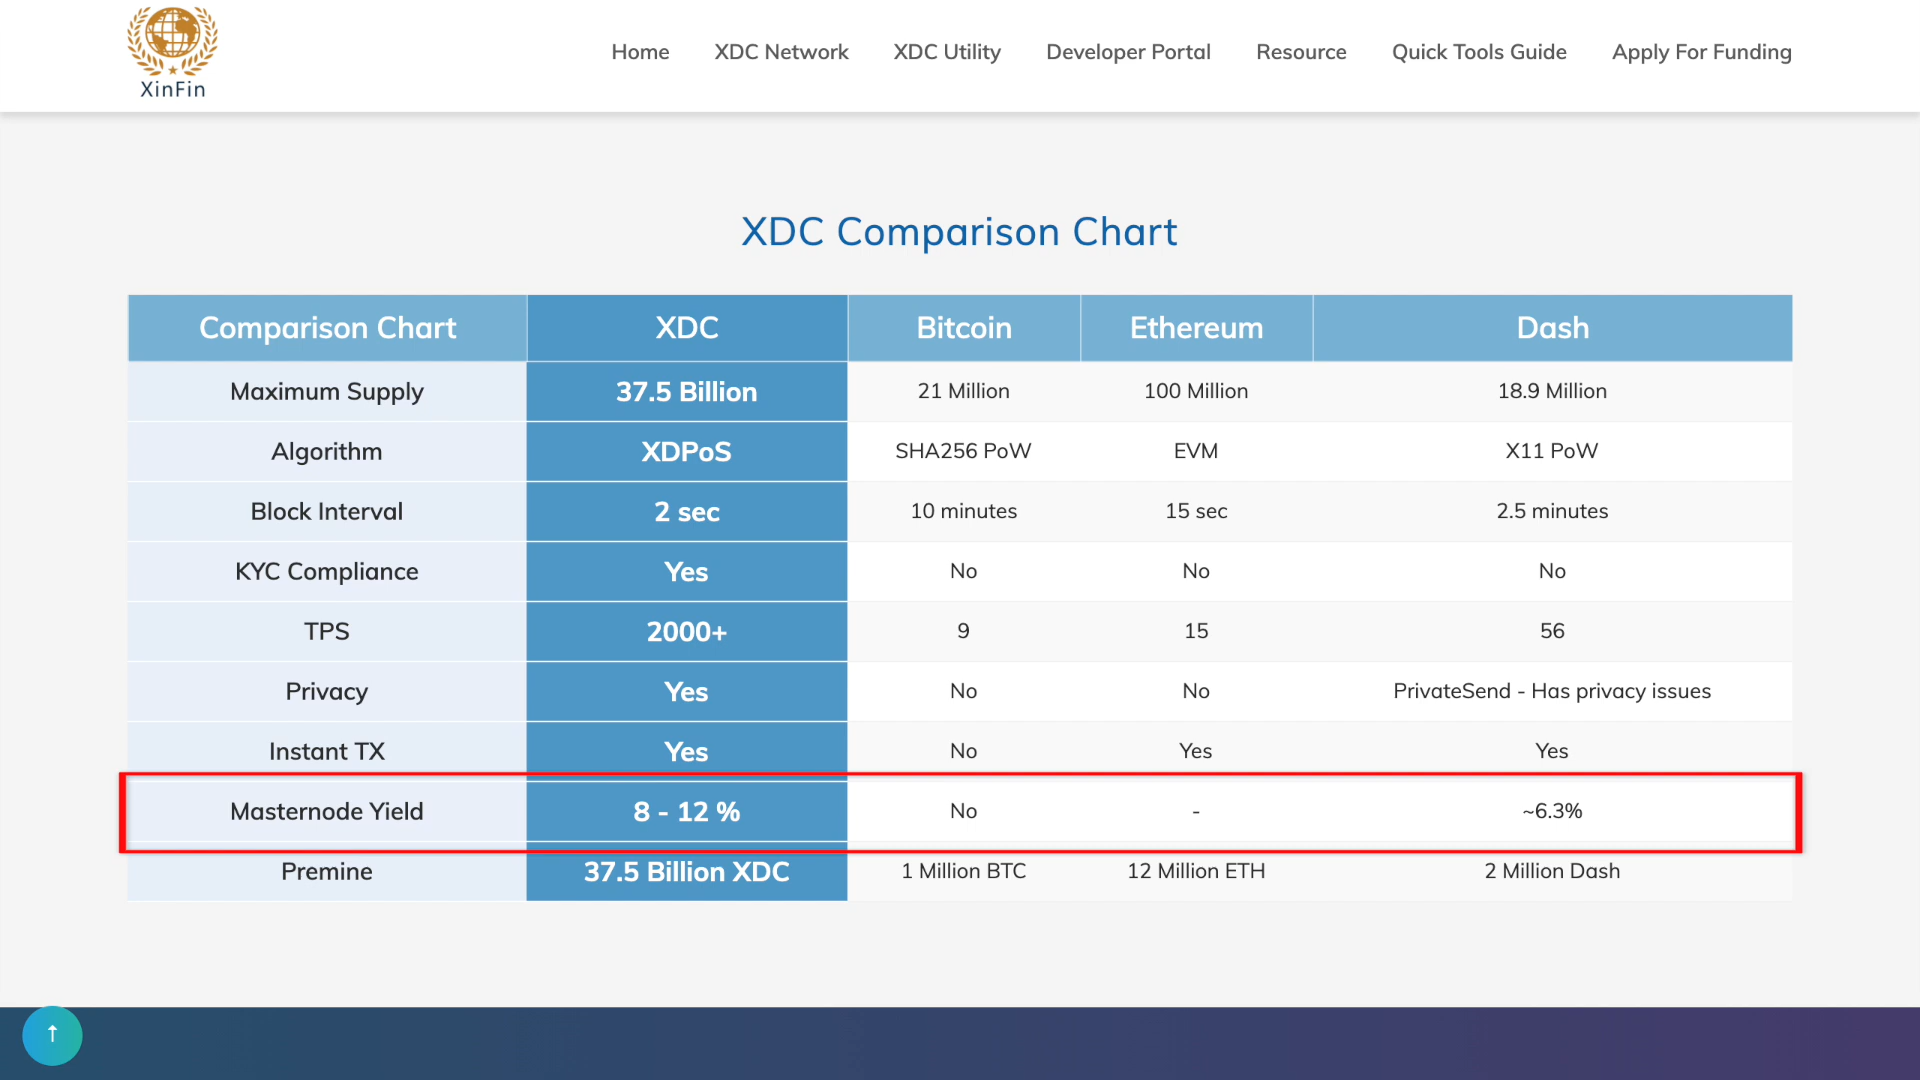 XinFin
Home XDC Network XDC Utility Developer Portal Resource Quick Tools Guide Apply For Funding
XDC Comparison Chart
Comparison Chart XDC Bitcoin Ethereum Dash
Maximum Supply 37.5 Billion 21 Million 100 Million 18.9 Million
Algorithm XDPoS SHA256 PoW EVM X11 PoW
Block Interval 2 sec 10 minutes 15 sec 2.5 minutes
KYC Compliance Yes No No No
TPS 2000+ 9 15 56
Privacy Yes No No PrivateSend - Has privacy issues
Instant TX Yes No Yes Yes
Masternode Yield 8 - 12 % No - ~6.3%
Premine 37.5 Billion XDC 1 Million BTC 12 Million ETH 2 Million Dash
↑